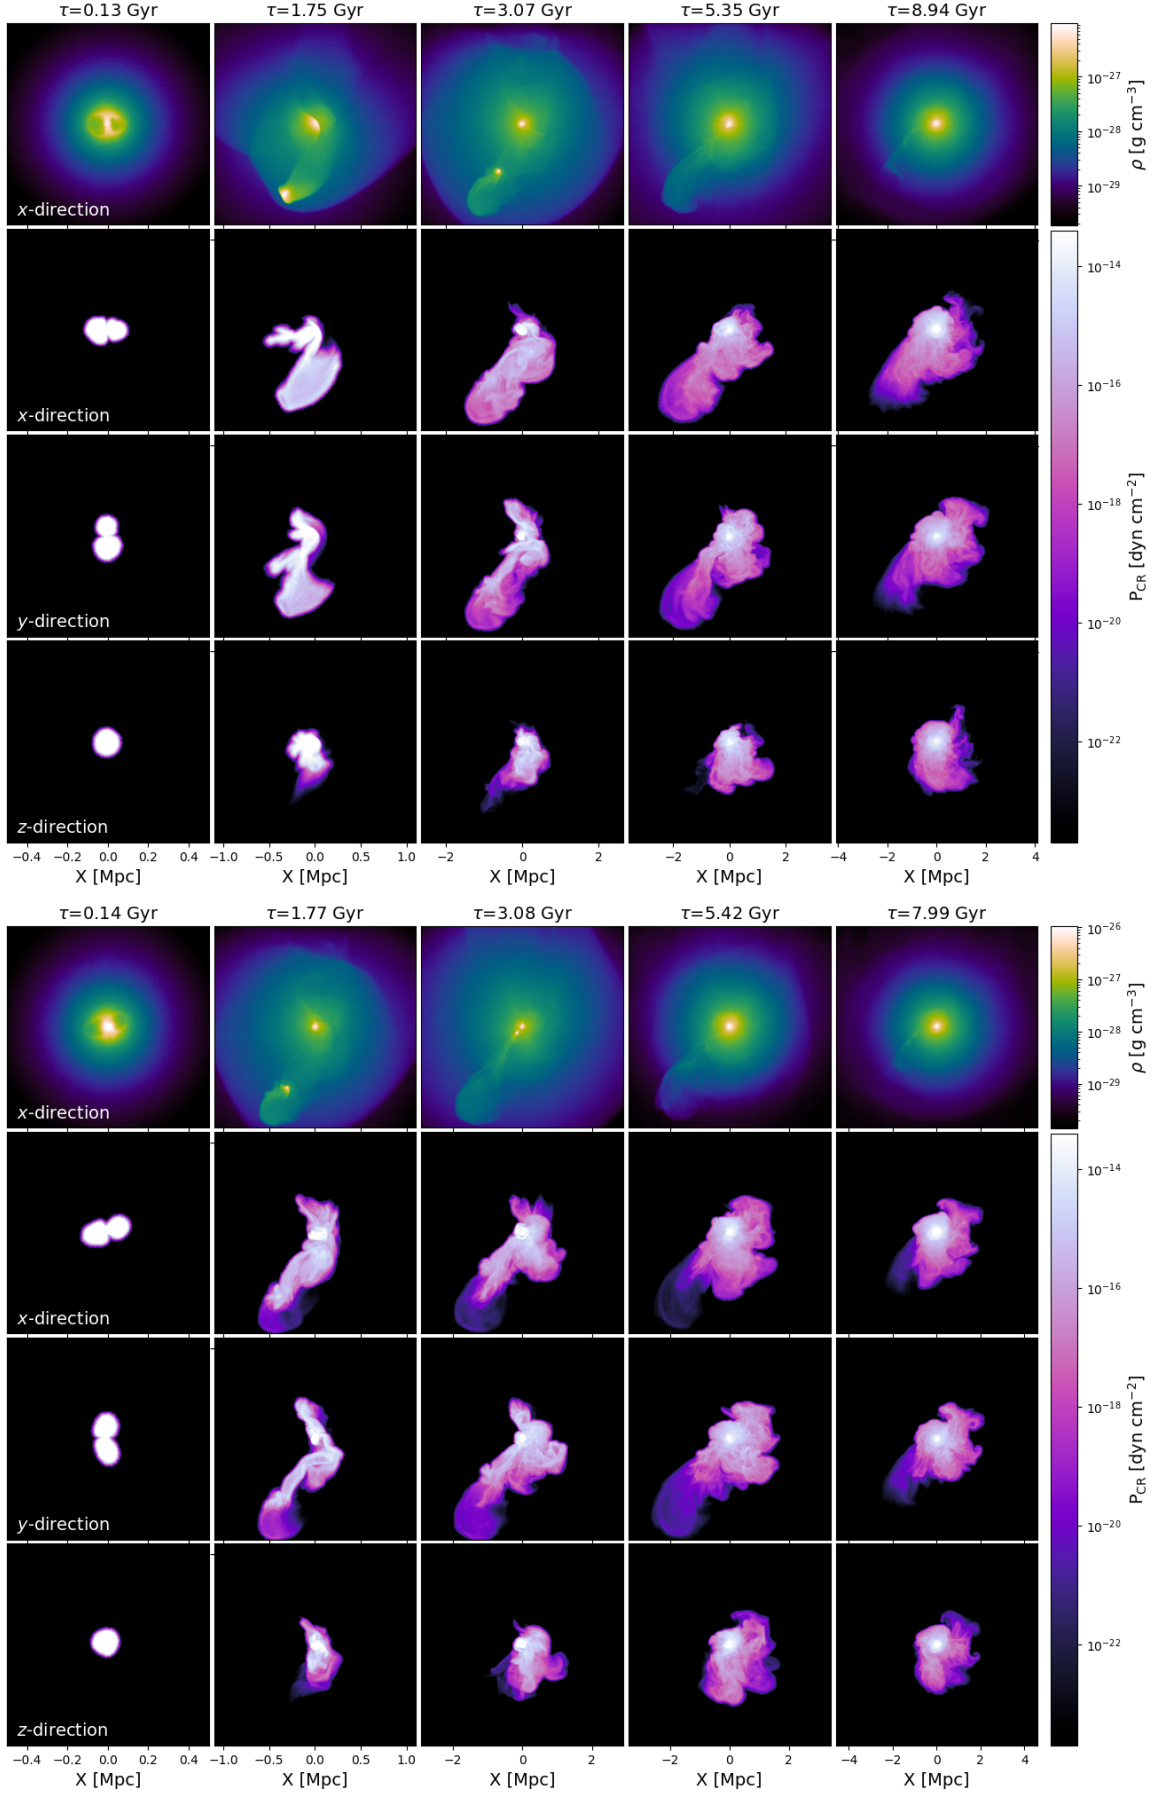 τ=0.13 Gyr τ=1.75 Gyr τ=3.07 Gyr τ=5.35 Gyr τ=8.94 Gyr
x-direction
10⁻²⁷
10⁻²⁸
10⁻²⁹
ρ [g cm⁻³]
x-direction
y-direction
z-direction
10⁻¹⁴
10⁻¹⁶
10⁻¹⁸
10⁻²⁰
10⁻²²
P_CR [dyn cm⁻²]
−0.4 −0.2 0.0 0.2 0.4 −1.0 −0.5 0.0 0.5 1.0 −2 0 2 −2 0 2 −4 −2 0 2 4
X [Mpc] X [Mpc] X [Mpc] X [Mpc] X [Mpc]
τ=0.14 Gyr τ=1.77 Gyr τ=3.08 Gyr τ=5.42 Gyr τ=7.99 Gyr
x-direction
10⁻²⁶
10⁻²⁷
10⁻²⁸
10⁻²⁹
ρ [g cm⁻³]
x-direction
y-direction
z-direction
10⁻¹⁴
10⁻¹⁶
10⁻¹⁸
10⁻²⁰
10⁻²²
P_CR [dyn cm⁻²]
−0.4 −0.2 0.0 0.2 0.4 −1.0 −0.5 0.0 0.5 1.0 −2 0 2 −2 0 2 −4 −2 0 2 4
X [Mpc] X [Mpc] X [Mpc] X [Mpc] X [Mpc]